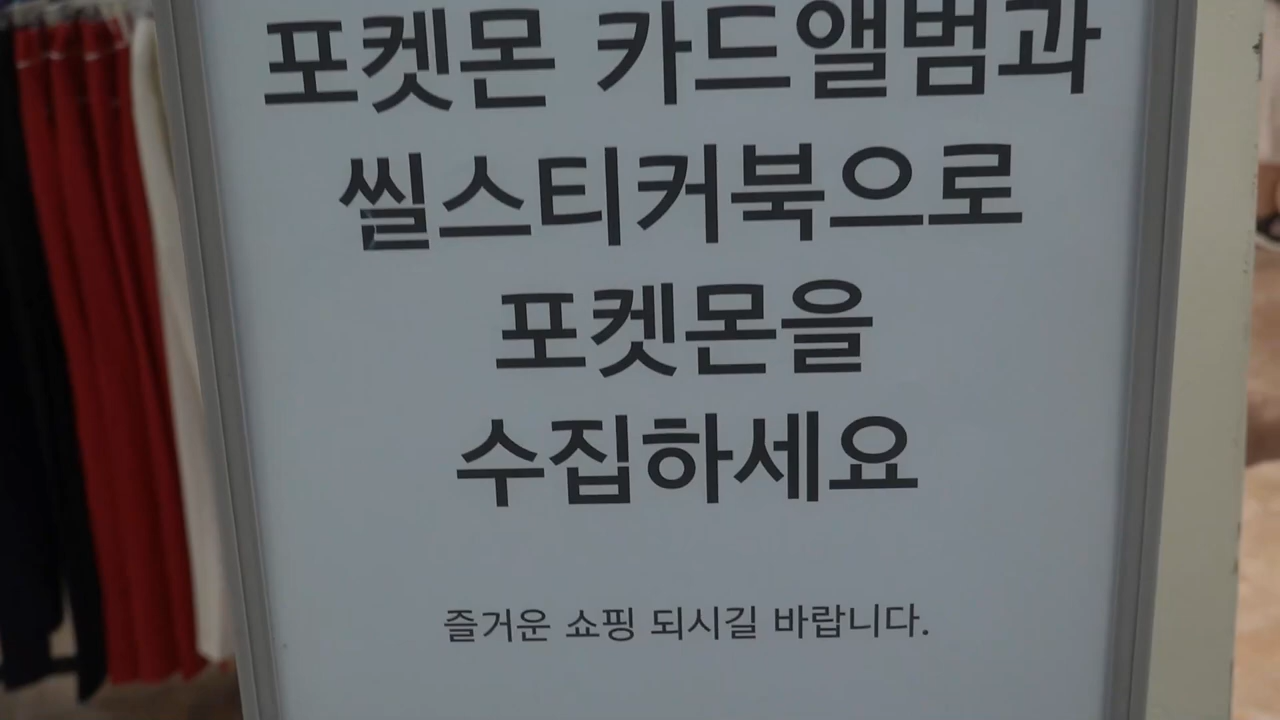 포켓몬 카드앨범과
씰스티커북으로
포켓몬을
수집하세요
즐거운 쇼핑 되시길 바랍니다.